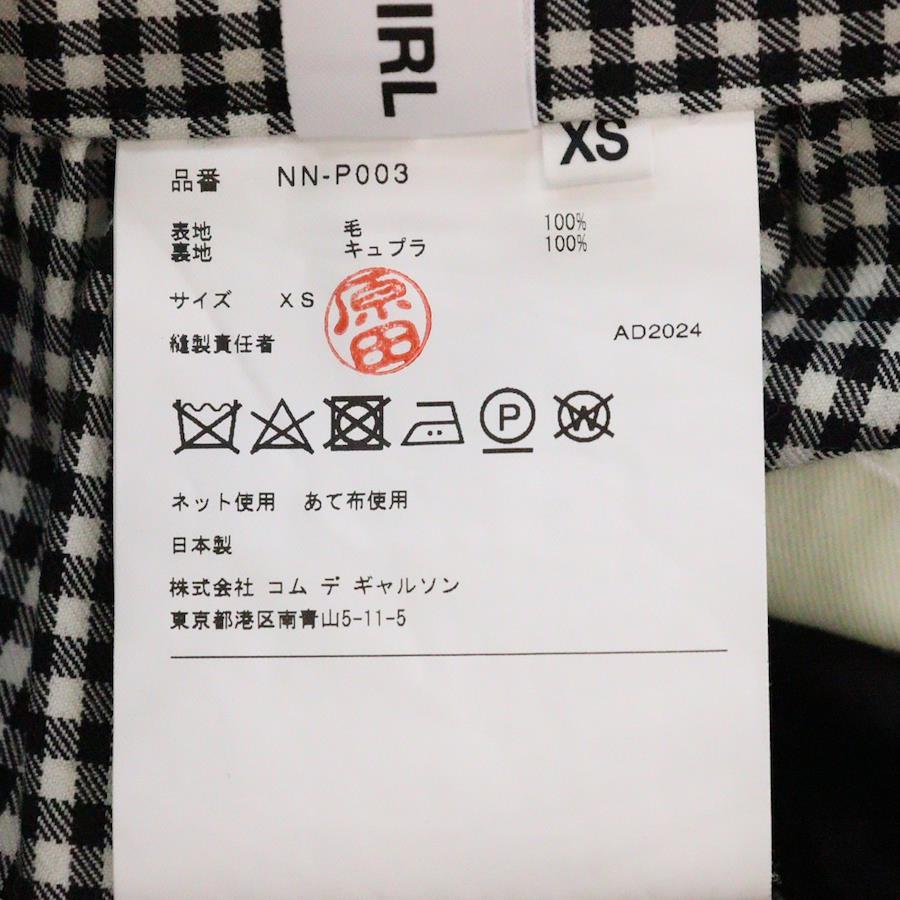 IRL
XS
品番 NN-P003
表地 毛 100%
裏地 キュプラ 100%
サイズ XS
原田
縫製責任者
AD2024
P
W
ネット使用 あて布使用
日本製
株式会社 コム デ ギャルソン
東京都港区南青山5-11-5